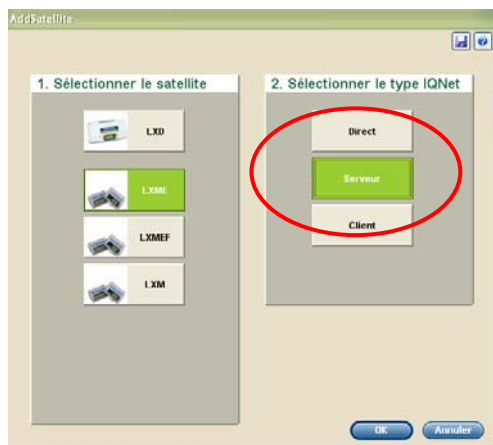 AddSatellite
1. Sélectionner le satellite
LXD
LXME
LXMEF
LXM
2. Sélectionner le type IQNet
Direct
Serveur
Client
OK
Annuler